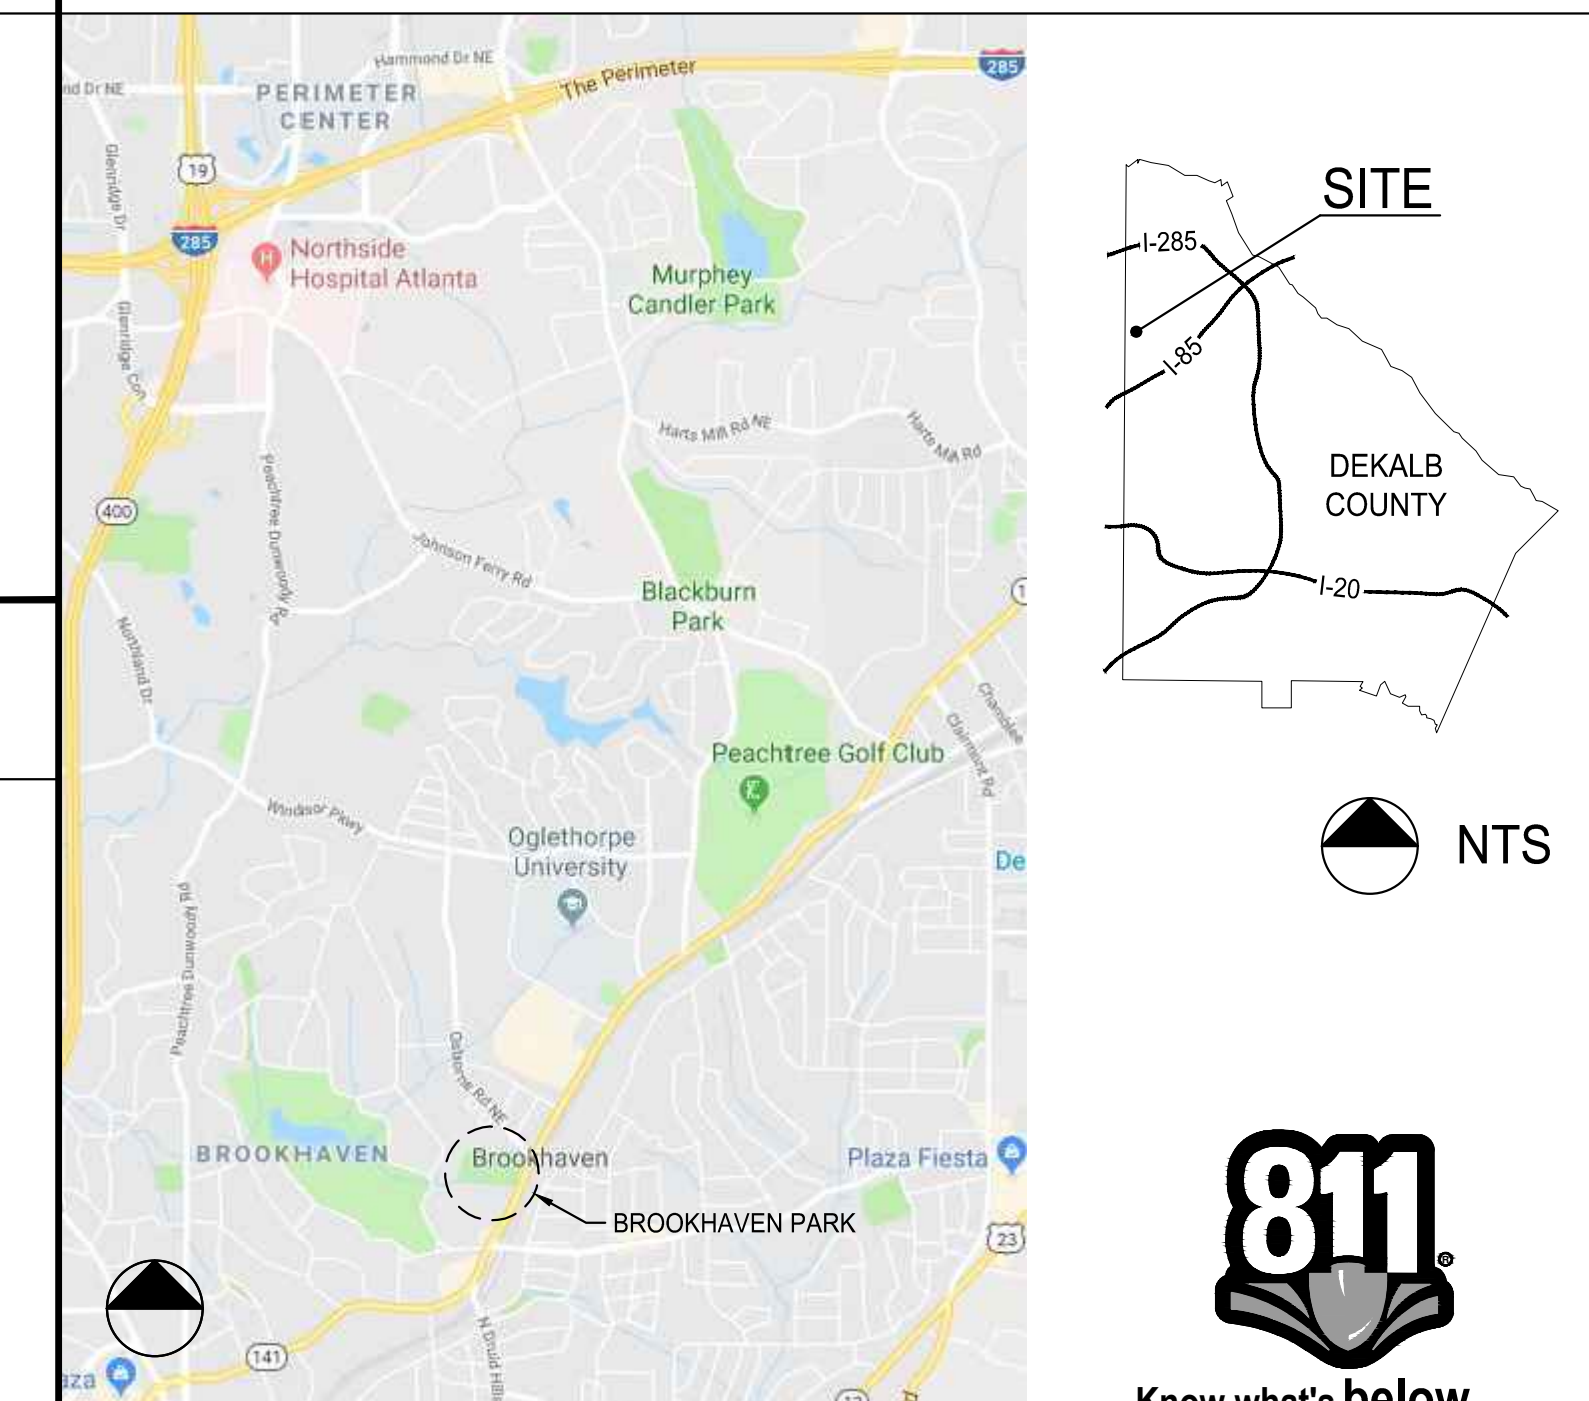 Hammond Dr NE
285
The Perimeter
nd Dr NE
PERIMETER
CENTER
19
Glenridge Dr
285
Northside
Hospital Atlanta
Murphey
Candler Park
Glenridge Con
Harts Mill Rd NE
Harts Mill Rd
Peachtree Dunwoody Rd
400
Johnson Ferry Rd
Blackburn
Park
1
Northland Dr
Chamblee
Clairmont Rd
Peachtree Golf Club
Windsor Pkwy
Oglethorpe
University
De
Peachtree Dunwoody Rd
Osborne Rd NE
BROOKHAVEN
Brookhaven
Plaza Fiesta
BROOKHAVEN PARK
23
141
N Druid Hills
aza
13
SITE
I-285
I-85
DEKALB
COUNTY
I-20
NTS
811
®
Know what's below